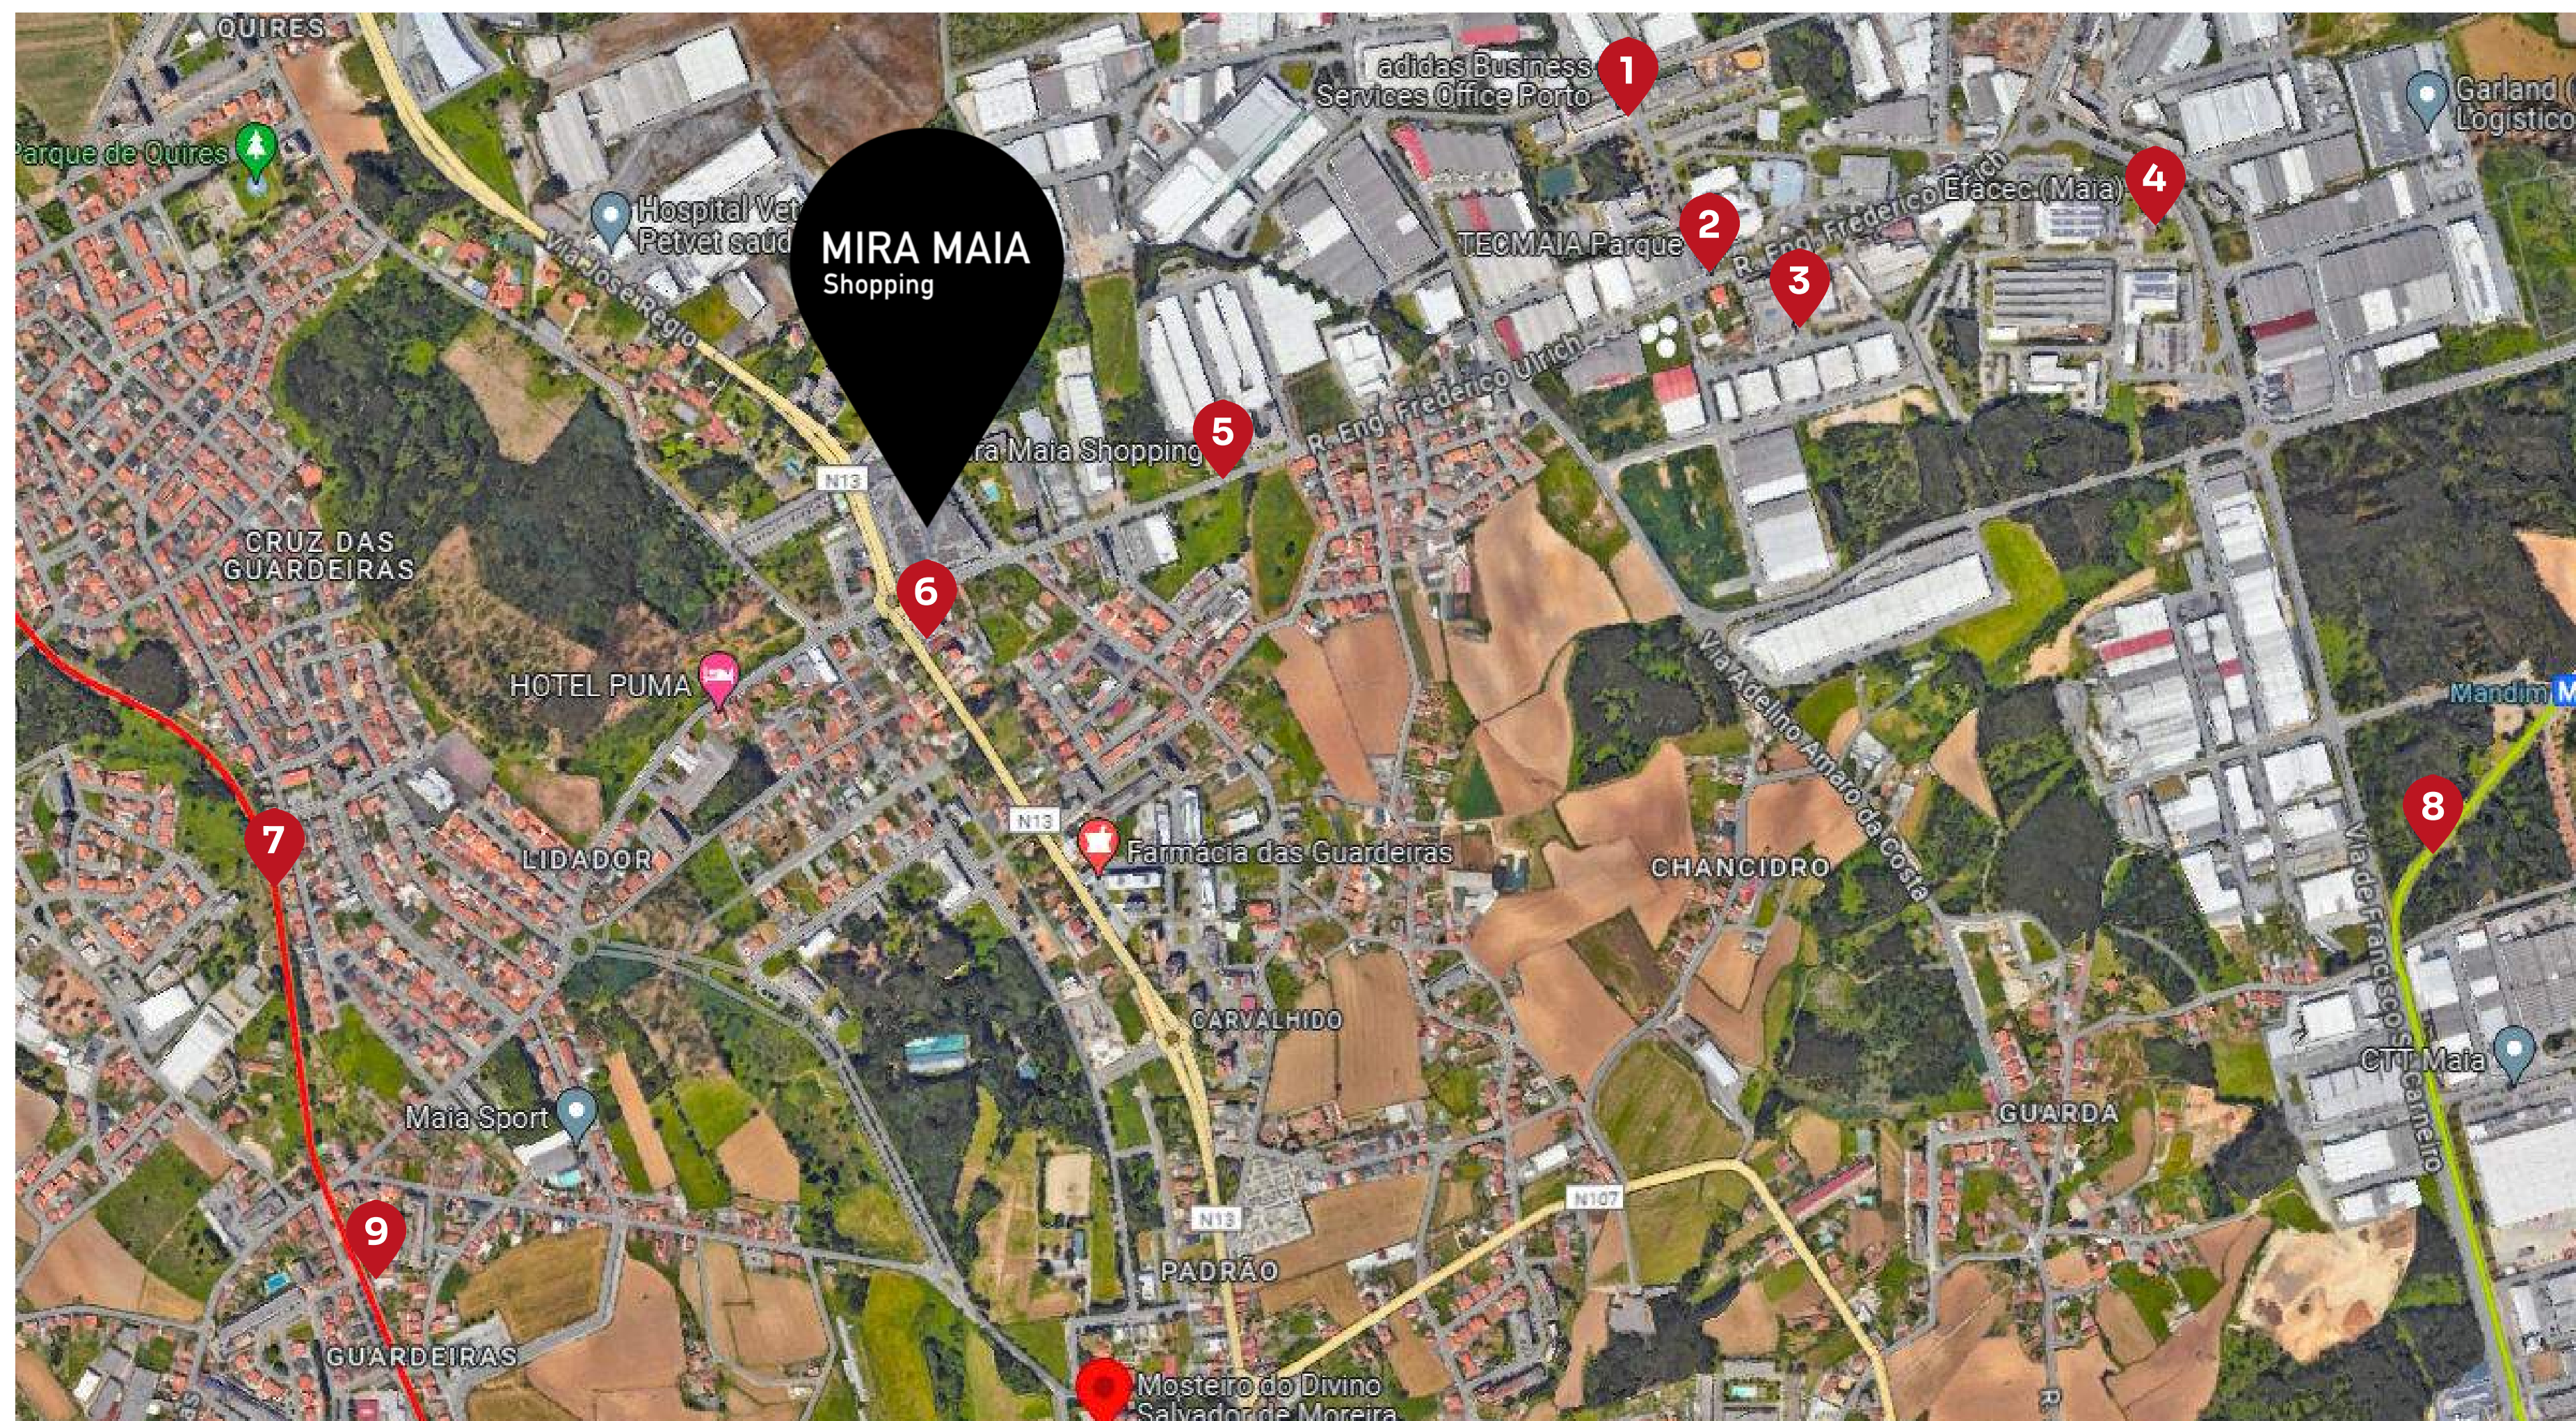 QUIRES
adidas Business
Services Office Porto
1
Garland
Logístico
Parque de Quires
Hospital Vet
Petvet saúd
MIRA MAIA
Shopping
Efacec (Maia)
4
TECMAIA Parque
2
R. Eng. Frederico Ulrich
3
Via José Régio
R. Eng. Frederico Ulrich
ra Maia Shopping
5
N13
CRUZ DAS
GUARDEIRAS
6
HOTEL PUMA
Mandim M
Via Adelino Amaro da Costa
7
N13
8
LIDADOR
Farmácia das Guardeiras
CHANCIDRO
Via de Francisco Sá Carneiro
CARVALHIDO
CTT Maia
Maia Sport
GUARDA
N107
9
N13
PADRÃO
GUARDEIRAS
Mosteiro do Divino
Salvador de Moreira
as
R